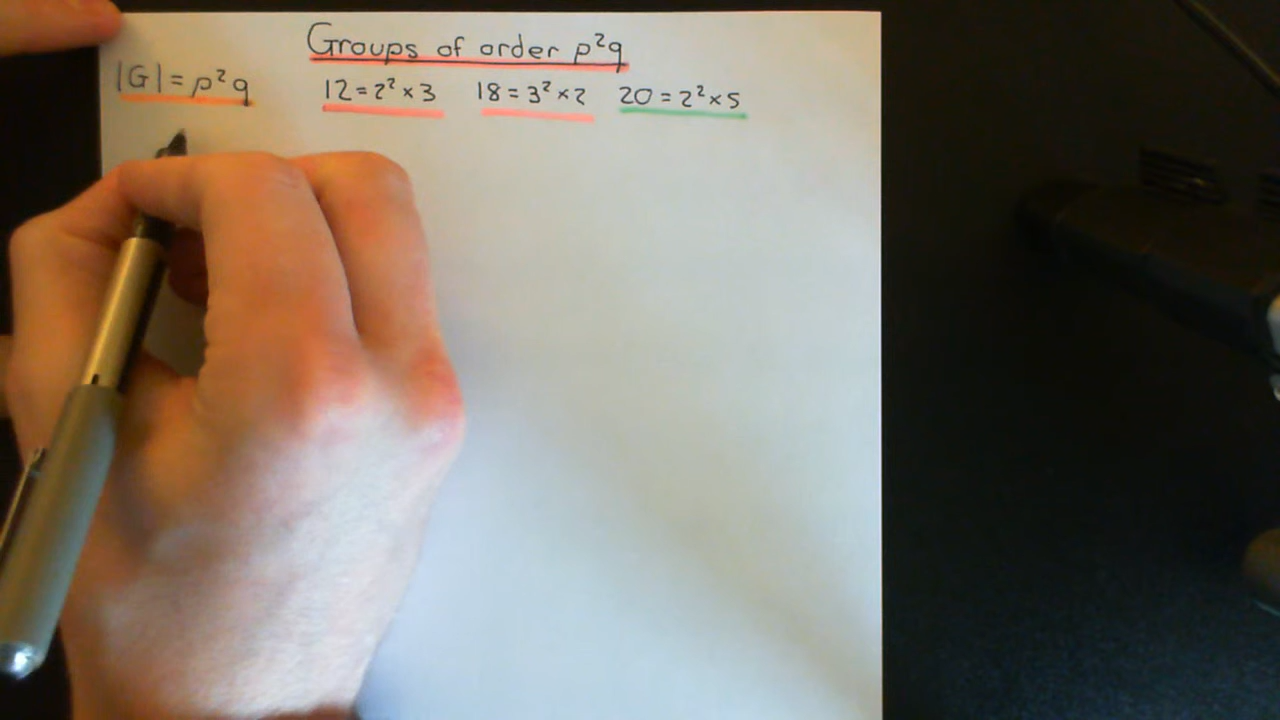 Groups of order p²q
|G| = p²q 12 = 2² × 3 18 = 3² × 2 20 = 2² × 5